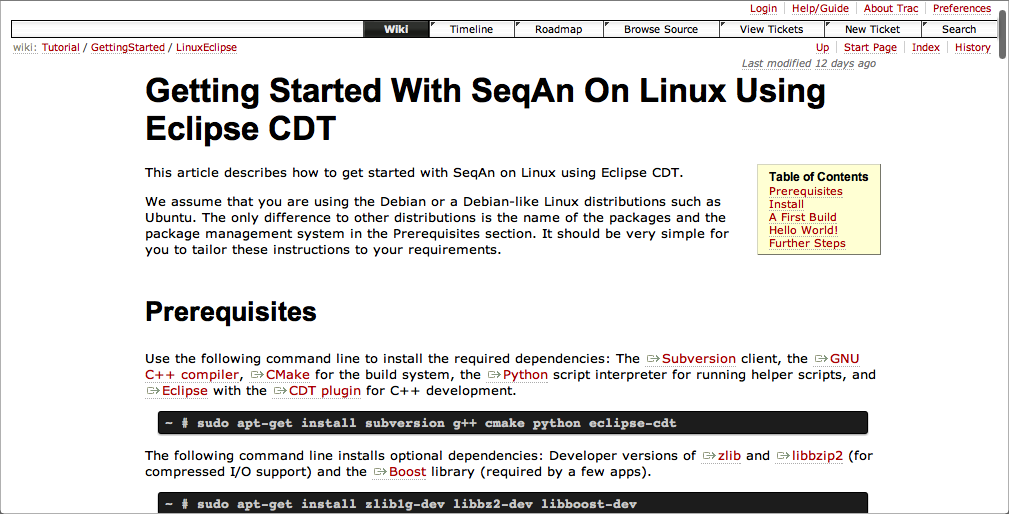 Login | Help/Guide | About Trac | Preferences
Wiki Timeline Roadmap Browse Source View Tickets New Ticket Search
wiki: Tutorial / GettingStarted / LinuxEclipse
Up | Start Page | Index | History
Last modified 12 days ago
Getting Started With SeqAn On Linux Using
Eclipse CDT
This article describes how to get started with SeqAn on Linux using Eclipse CDT.
We assume that you are using the Debian or a Debian-like Linux distributions such as
Ubuntu. The only difference to other distributions is the name of the packages and the
package management system in the Prerequisites section. It should be very simple for
you to tailor these instructions to your requirements.
Table of Contents
Prerequisites
Install
A First Build
Hello World!
Further Steps
Prerequisites
Use the following command line to install the required dependencies: The Subversion client, the GNU
C++ compiler, CMake for the build system, the Python script interpreter for running helper scripts, and
Eclipse with the CDT plugin for C++ development.
~ # sudo apt-get install subversion g++ cmake python eclipse-cdt
The following command line installs optional dependencies: Developer versions of zlib and libbzip2 (for
compressed I/O support) and the Boost library (required by a few apps).
~ # sudo apt-get install zlib1g-dev libbz2-dev libboost-dev